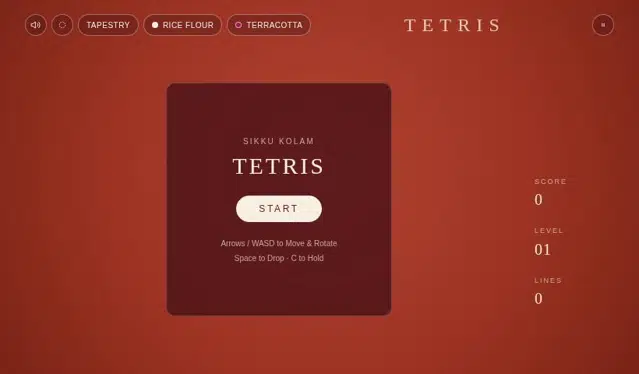 TAPESTRY
RICE FLOUR
TERRACOTTA
TETRIS
SIKKU KOLAM
TETRIS
START
Arrows / WASD to Move & Rotate
Space to Drop · C to Hold
SCORE
0
LEVEL
01
LINES
0